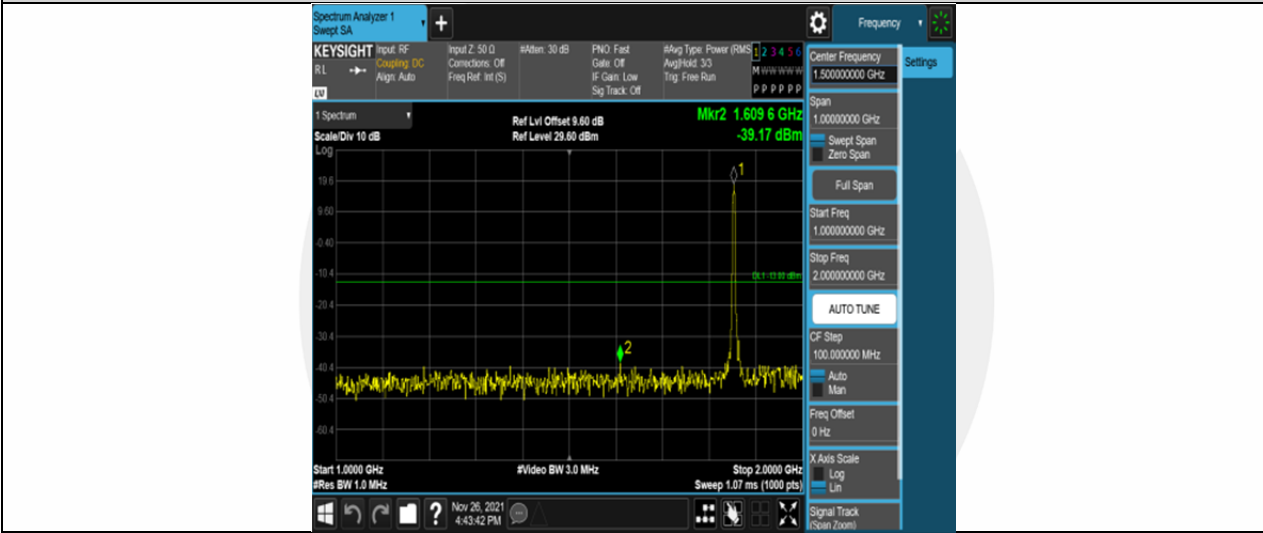 Spectrum Analyzer 1
Swept SA
+
Frequency
KEYSIGHT
RL
Input: RF
Coupling: DC
Align: Auto
Input Z: 50 Ω
Corrections: Off
Freq Ref: Int (S)
#Atten: 30 dB
PNO: Fast
Gate: Off
IF Gain: Low
Sig Track: Off
#Avg Type: Power (RMS
Avg|Hold: 3/3
Trig: Free Run
1 2 3 4 5 6
M W W W W W
P P P P P P
Center Frequency
1.500000000 GHz
Settings
Span
1.00000000 GHz
Swept Span
Zero Span
Full Span
Start Freq
1.000000000 GHz
Stop Freq
2.000000000 GHz
AUTO TUNE
CF Step
100.000000 MHz
Auto
Man
Freq Offset
0 Hz
X Axis Scale
Log
Lin
Signal Track
(Span Zoom)
1 Spectrum
Scale/Div 10 dB
Log
Ref Lvl Offset 9.60 dB
Ref Level 29.60 dBm
Mkr2 1.609 6 GHz
-39.17 dBm
19.6
9.60
-0.40
-10.4
-20.4
-30.4
-40.4
-50.4
-60.4
1
DL1 -13.00 dBm
2
Start 1.0000 GHz
#Res BW 1.0 MHz
#Video BW 3.0 MHz
Stop 2.0000 GHz
Sweep 1.07 ms (1000 pts)
?
Nov 26, 2021
4:43:42 PM